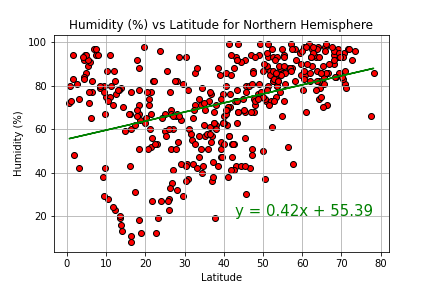 Humidity (%) vs Latitude for Northern Hemisphere
Humidity (%)
100
80
60
40
20
y = 0.42x + 55.39
0 10 20 30 40 50 60 70 80
Latitude